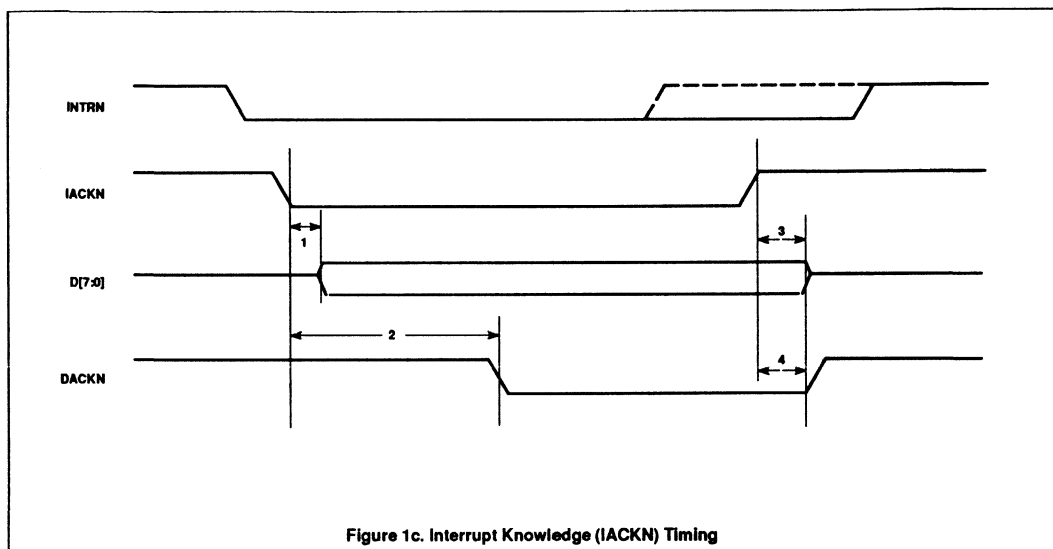 INTRN
IACKN
1
3
D[7:0]
2
4
DACKN
Figure 1c. Interrupt Knowledge (IACKN) Timing